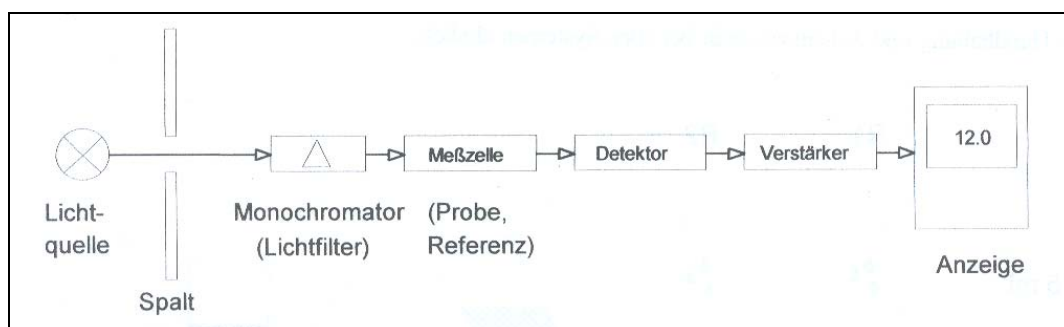 12.0
Meßzelle
Detektor
Verstärker
Licht-
quelle
Monochromator
(Lichtfilter)
(Probe,
Referenz)
Anzeige
Spalt